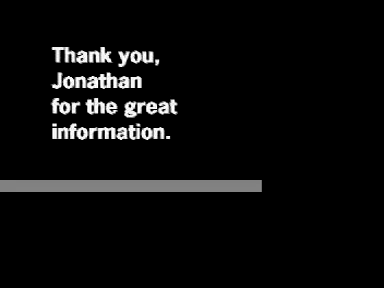 Thank you,
Jonathan
for the great
information.